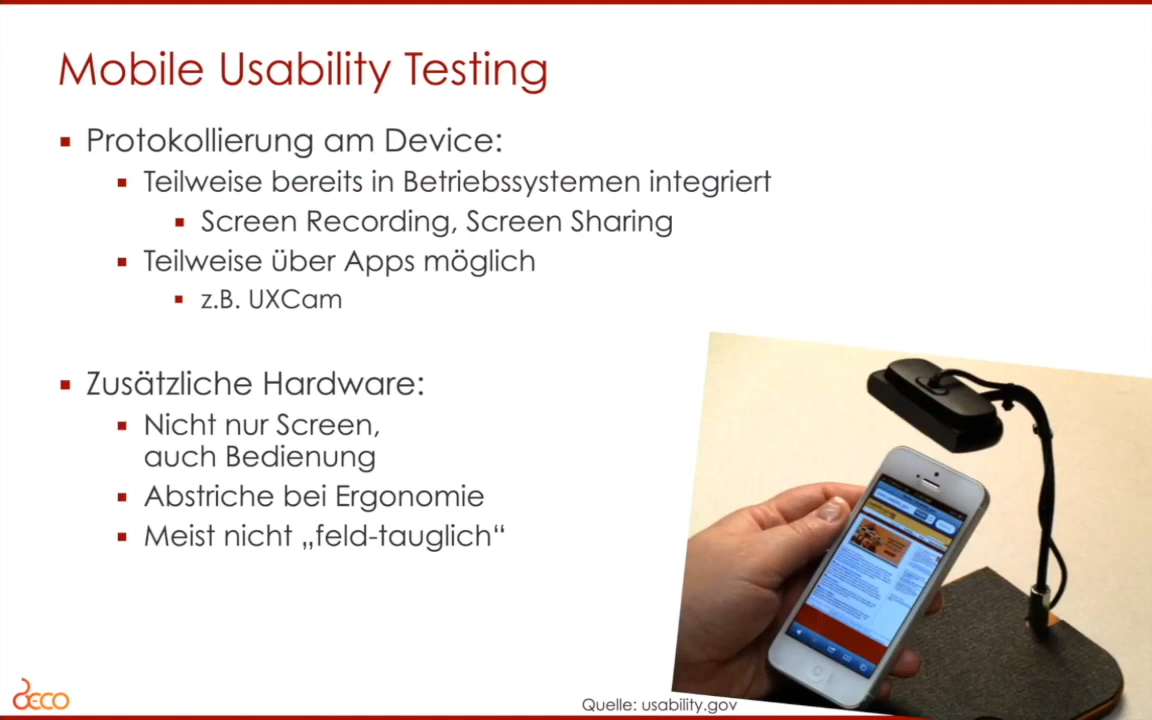 Mobile Usability Testing
Protokollierung am Device:
Teilweise bereits in Betriebssystemen integriert
Screen Recording, Screen Sharing
Teilweise über Apps möglich
z.B. UXCam
Zusätzliche Hardware:
Nicht nur Screen,
auch Bedienung
Abstriche bei Ergonomie
Meist nicht „feld-tauglich“
OECO
Quelle: usability.gov